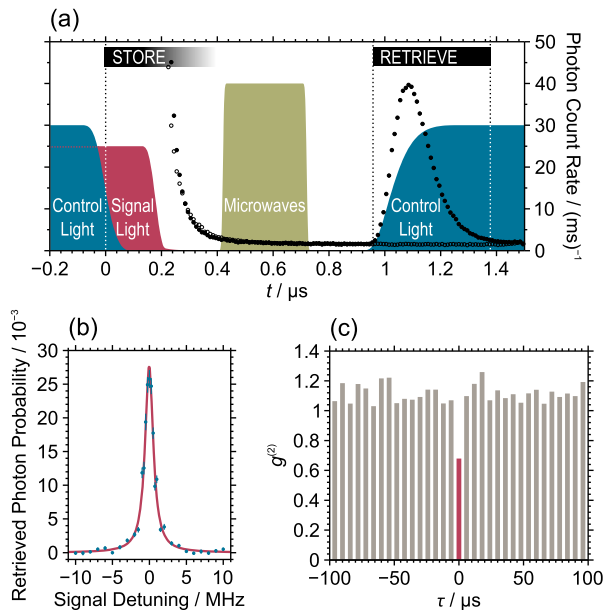 (a)
STORE
RETRIEVE
Control
Light
Signal
Light
Microwaves
Control
Light
50
40
30
20
10
0
Photon Count Rate / (ms)⁻¹
−0.2 0 0.2 0.4 0.6 0.8 1 1.2 1.4
t / µs
(b)
Retrieved Photon Probability / 10⁻³
30
25
20
15
10
5
0
−10 −5 0 5 10
Signal Detuning / MHz
(c)
g⁽²⁾
1.4
1.2
1
0.8
0.6
0.4
0.2
0
-100 -50 0 50 100
τ / µs